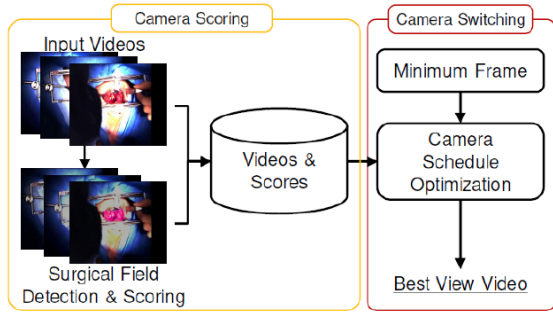 Camera Scoring
Input Videos
Surgical Field
Detection & Scoring
Videos &
Scores
Camera Switching
Minimum Frame
Camera
Schedule
Optimization
Best View Video